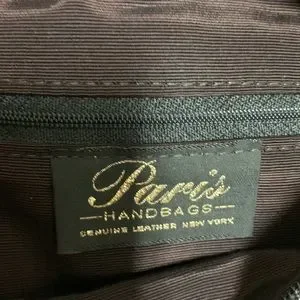 Paris
HANDBAGS
GENUINE LEATHER NEW YORK